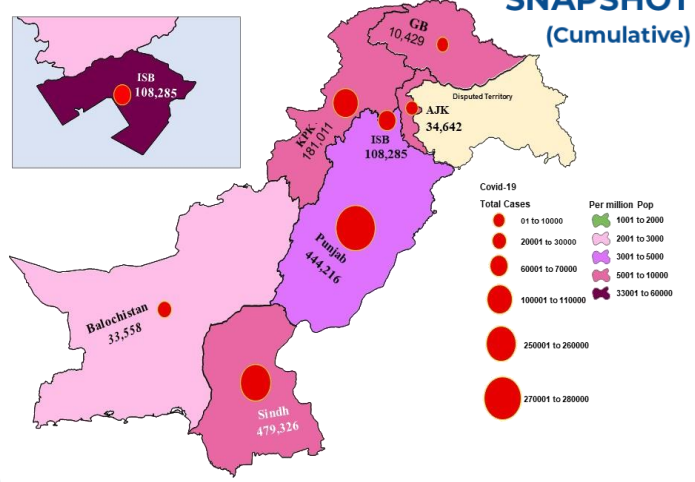 SNAPSHOT
(Cumulative)
ISB
108,285
GB
10,429
Disputed Territory
AJK
34,642
KPK
181,011
ISB
108,285
Punjab
444,216
Balochistan
33,558
Sindh
479,326
Covid-19
Total Cases
01 to 10000
20001 to 30000
60001 to 70000
100001 to 110000
250001 to 260000
270001 to 280000
Per million Pop
1001 to 2000
2001 to 3000
3001 to 5000
5001 to 10000
33001 to 60000